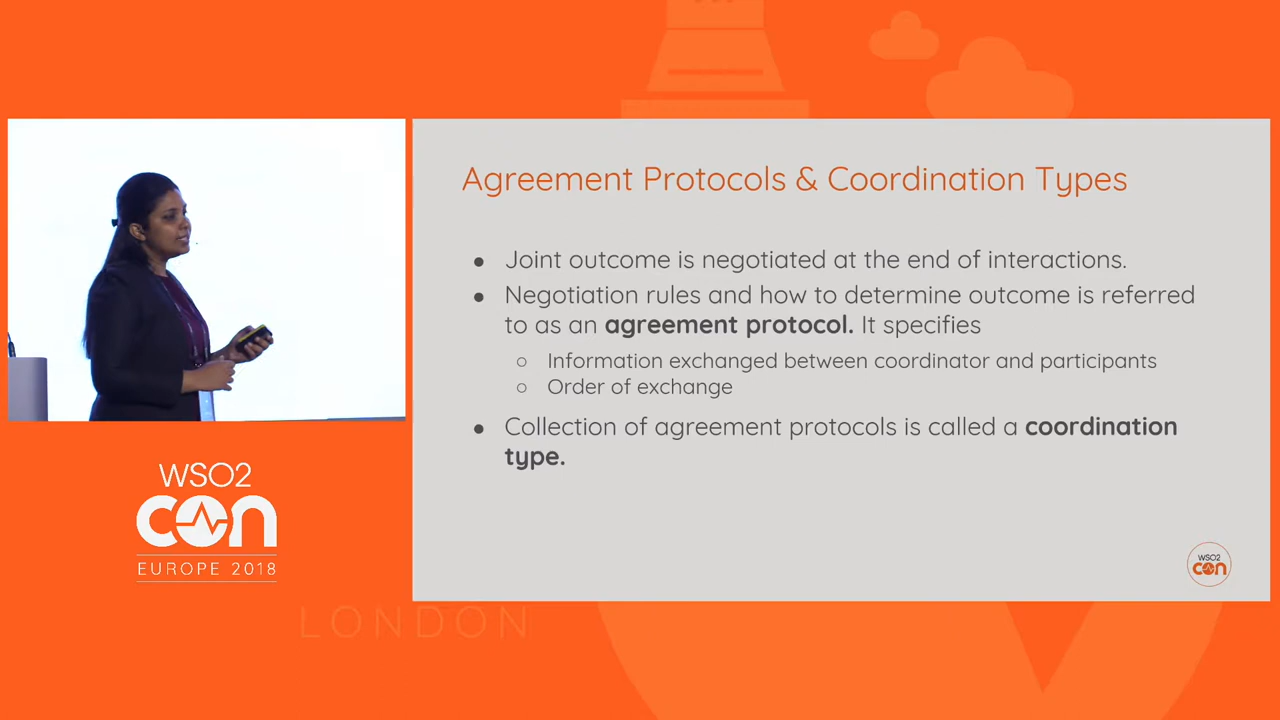 Agreement Protocols & Coordination Types
● Joint outcome is negotiated at the end of interactions.
● Negotiation rules and how to determine outcome is referred
to as an agreement protocol. It specifies
○ Information exchanged between coordinator and participants
○ Order of exchange
● Collection of agreement protocols is called a coordination
type.
WSO2
con
EUROPE 2018
LONDON
WSO2
con